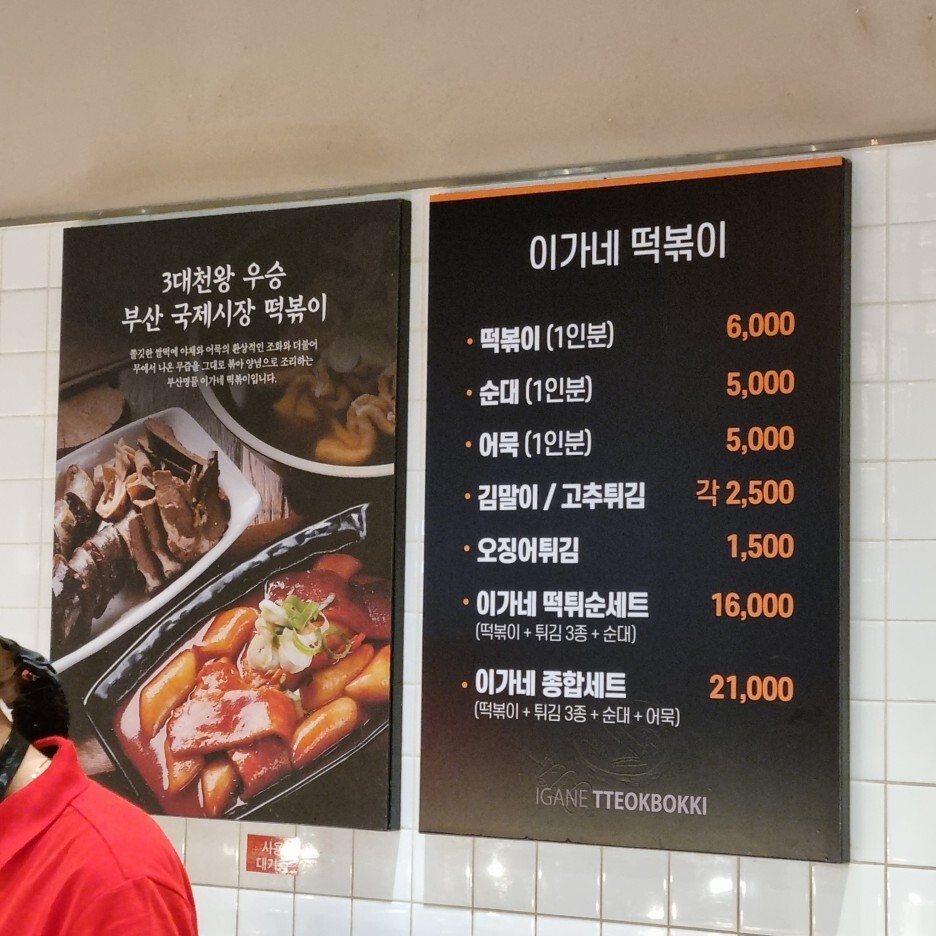 3대천왕 우승
부산 국제시장 떡볶이
쫄깃한 쌀떡에 야채와 어묵의 환상적인 조화와 더불어
무에서 나온 무즙을 그대로 볶아 양념으로 조리하는
부산명물 이가네 떡볶이입니다.
이가네 떡볶이
• 떡볶이 (1인분) 6,000
• 순대 (1인분) 5,000
• 어묵 (1인분) 5,000
• 김말이 / 고추튀김 각 2,500
• 오징어튀김 1,500
• 이가네 떡튀순세트 16,000
(떡볶이 + 튀김 3종 + 순대)
• 이가네 종합세트 21,000
(떡볶이 + 튀김 3종 + 순대 + 어묵)
IGANE TTEOKBOKKI